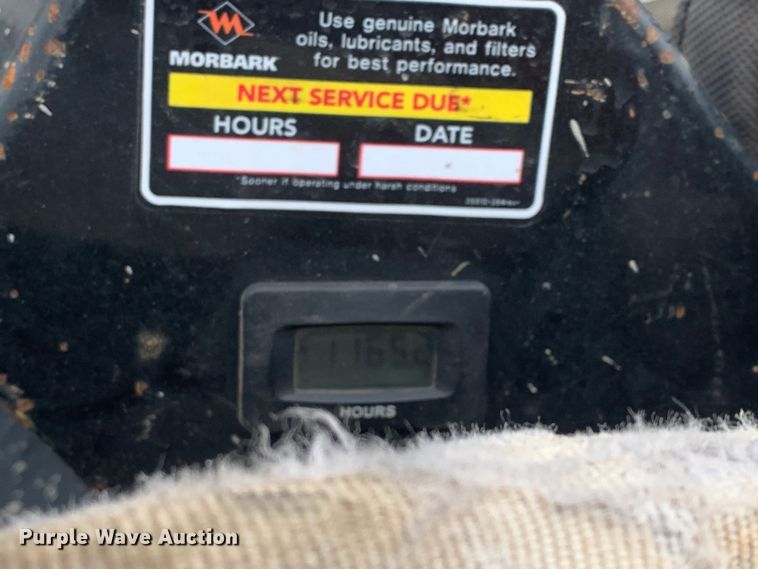 MORBARK
Use genuine Morbark
oils, lubricants, and filters
for best performance.
NEXT SERVICE DUE*
HOURS
DATE
*Sooner if operating under harsh conditions
HOURS
Purple Wave Auction